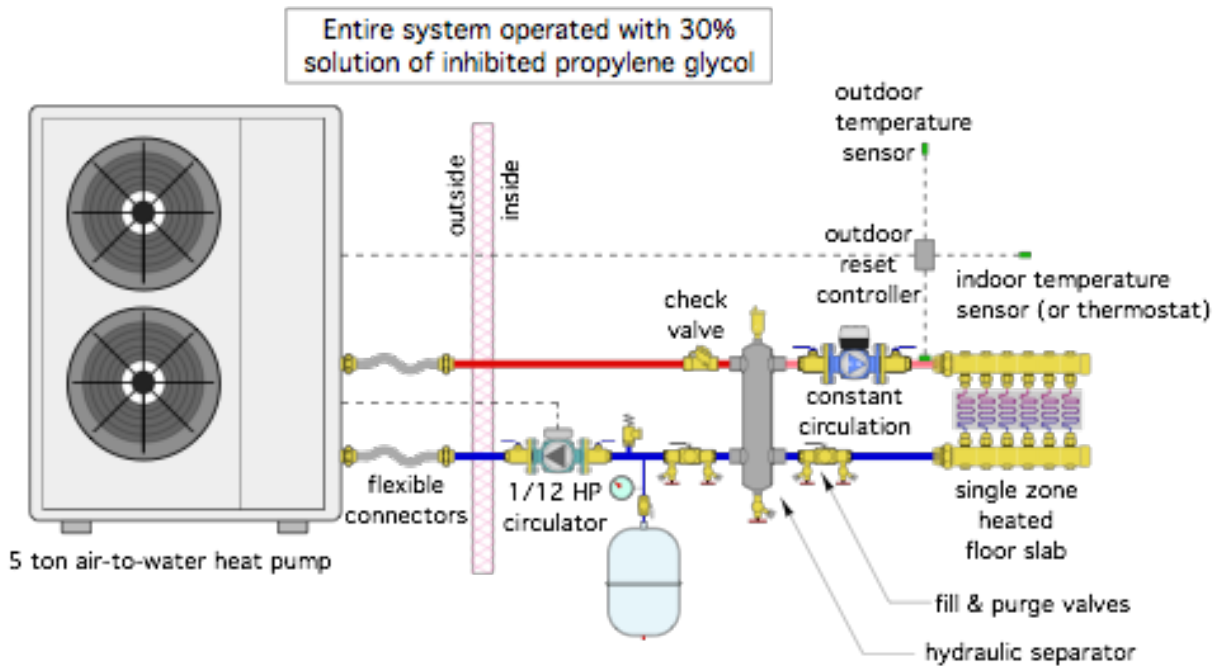 Entire system operated with 30%
solution of inhibited propylene glycol
outdoor
temperature
sensor
outside
inside
outdoor
reset
controller
indoor temperature
sensor (or thermostat)
check
valve
constant
circulation
flexible
connectors
1/12 HP
circulator
single zone
heated
floor slab
5 ton air-to-water heat pump
fill & purge valves
hydraulic separator